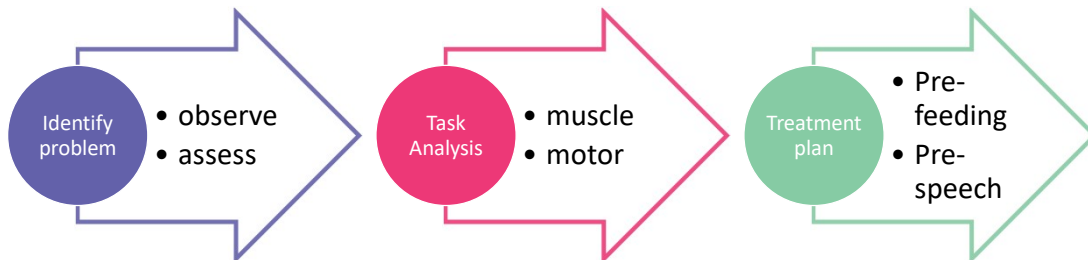 Identify
problem
• observe
• assess
Task
Analysis
• muscle
• motor
Treatment
plan
• Pre-
feeding
• Pre-
speech